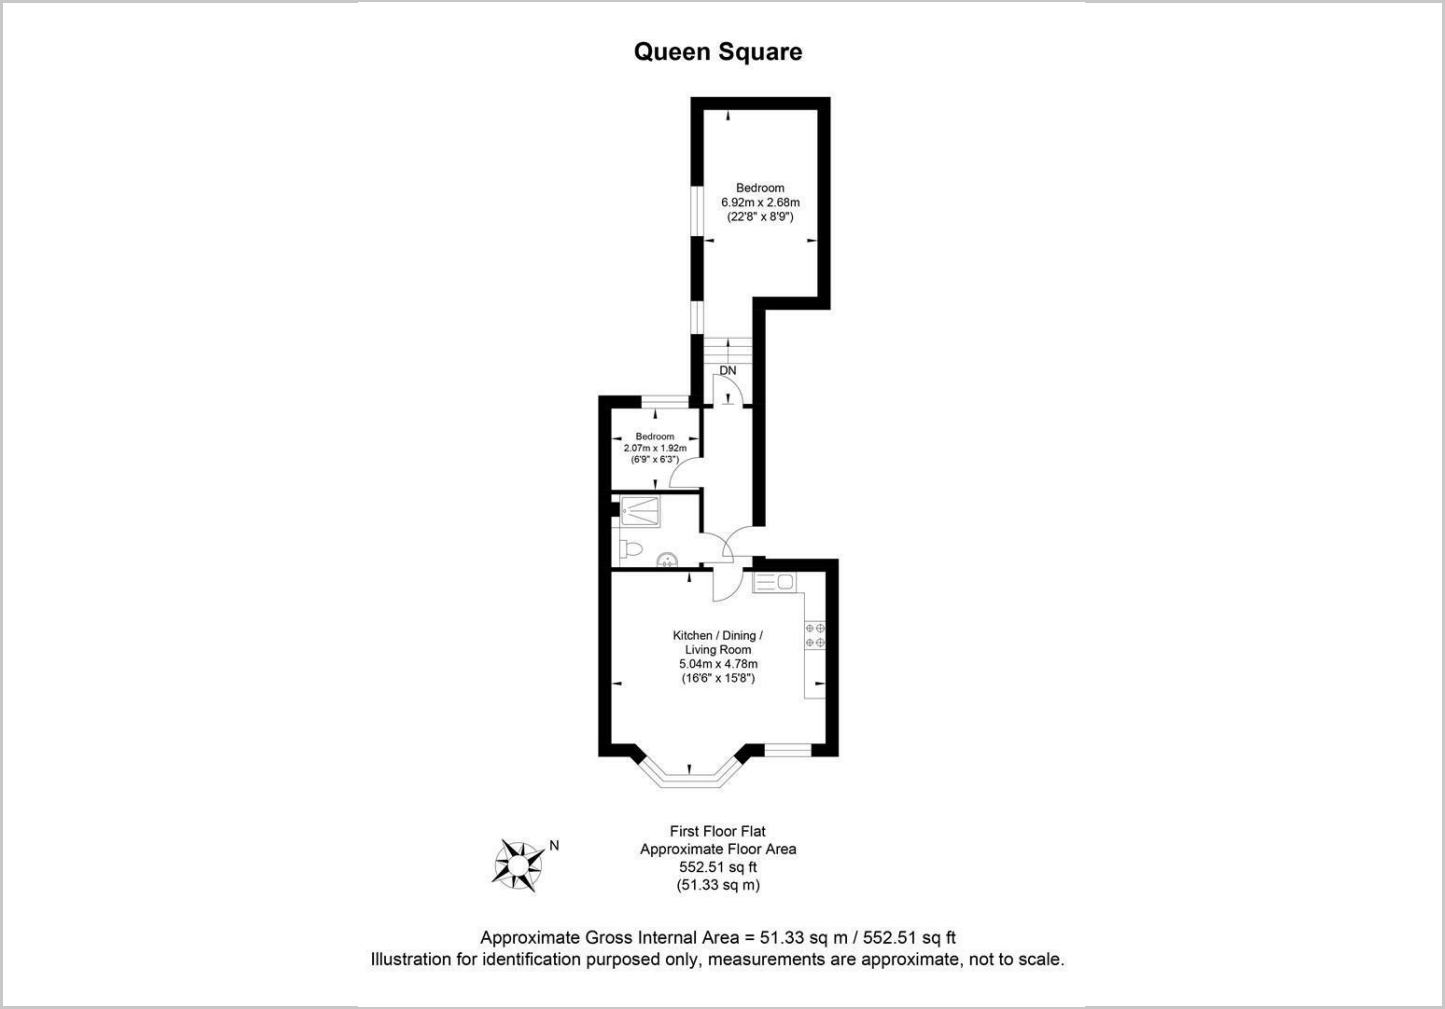 Queen Square
Bedroom
6.92m x 2.68m
(22'8" x 8'9")
DN
Bedroom
2.07m x 1.92m
(6'9" x 6'3")
Kitchen / Dining /
Living Room
5.04m x 4.78m
(16'6" x 15'8")
N
First Floor Flat
Approximate Floor Area
552.51 sq ft
(51.33 sq m)
Approximate Gross Internal Area = 51.33 sq m / 552.51 sq ft
Illustration for identification purposed only, measurements are approximate, not to scale.